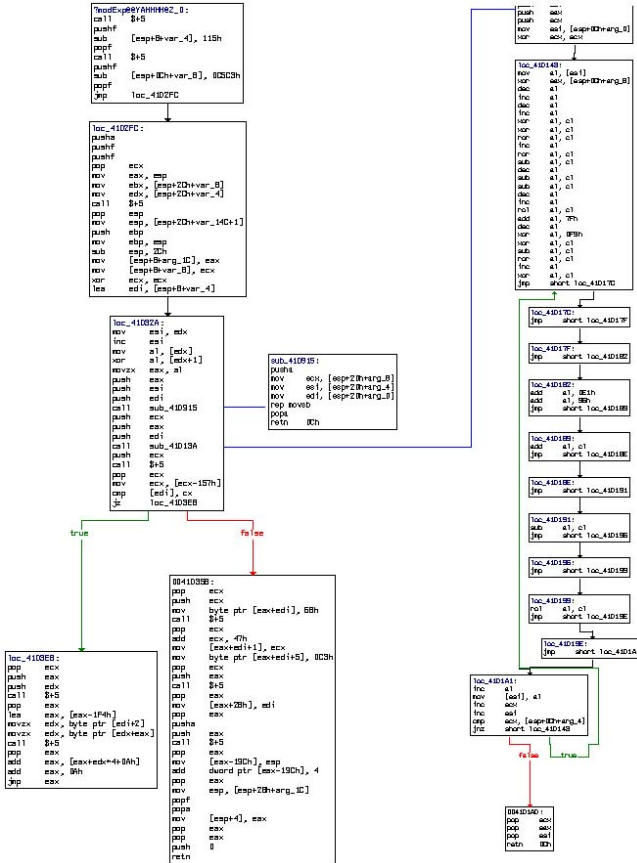 ?modExp@@YAHHHHH@Z_0:
call $+5
pushf
sub [esp+8+var_4], 115h
popf
call $+5
pushf
sub [esp+0Ch+var_8], 0C5C3h
popf
jmp loc_41D2FC
loc_41D2FC:
pusha
pushf
pushf
pop ecx
mov eax, esp
mov ebx, [esp+2Ch+var_8]
mov edx, [esp+2Ch+var_4]
call $+5
pop esp
mov esp, [esp+2Ch+var_14C+1]
push ebp
mov ebp, esp
sub esp, 2Ch
mov [esp+8+arg_1C], eax
mov [esp+8+var_8], ecx
xor ecx, ecx
lea edi, [esp+8+var_4]
loc_41D32A:
mov esi, edx
inc esi
mov al, [edx]
xor al, [edx+1]
movzx eax, al
push eax
push esi
push edi
call sub_41D915
push ecx
push eax
push edi
call sub_41D13A
push ecx
call $+5
pop ecx
mov ecx, [ecx-157h]
cmp [edi], cx
jz loc_41D3E8
sub_41D915:
pusha
mov ecx, [esp+20h+arg_8]
mov esi, [esp+20h+arg_4]
mov edi, [esp+20h+arg_0]
rep movsb
popa
retn 0Ch
true
false
loc_41D3E8:
pop ecx
push eax
push edx
call $+5
pop eax
lea eax, [eax-1F4h]
movzx edx, byte ptr [edi+2]
movzx edx, byte ptr [edx+eax]
call $+5
pop eax
add eax, [eax+edx*4+0Ah]
add eax, 0Ah
jmp eax
0041D35B:
pop ecx
push ecx
mov byte ptr [eax+edi], 68h
call $+5
pop ecx
add ecx, 47h
mov [eax+edi+1], ecx
mov byte ptr [eax+edi+5], 0C3h
pop ecx
push eax
call $+5
pop eax
mov [eax+28h], edi
pop eax
pusha
push eax
call $+5
pop eax
mov [eax-19Ch], esp
add dword ptr [eax-19Ch], 4
pop eax
mov esp, [esp+28h+arg_1C]
popf
popa
mov [esp+4], eax
pop eax
pop eax
push 0
retn
push eax
push ecx
mov esi, [esp+0Ch+arg_0]
xor ecx, ecx
loc_41D143:
mov al, [esi]
xor eax, [esp+0Ch+arg_8]
dec al
inc al
dec al
inc al
xor al, cl
xor al, cl
ror al, cl
inc al
ror al, cl
sub al, cl
dec al
sub al, cl
sub al, cl
dec al
inc al
rol al, cl
add al, 7Fh
dec al
xor al, 0F9h
xor al, cl
sub al, cl
ror al, cl
inc al
xor al, cl
jmp short loc_41D17C
loc_41D17C:
jmp short loc_41D17F
loc_41D17F:
jmp short loc_41D182
loc_41D182:
add al, 0E1h
add al, 9Bh
jmp short loc_41D189
loc_41D189:
add al, cl
jmp short loc_41D18E
loc_41D18E:
jmp short loc_41D191
loc_41D191:
sub al, cl
jmp short loc_41D196
loc_41D196:
jmp short loc_41D199
loc_41D199:
rol al, cl
jmp short loc_41D19E
loc_41D19E:
jmp short loc_41D1A
loc_41D1A1:
inc al
mov [esi], al
inc ecx
inc esi
cmp ecx, [esp+0Ch+arg_4]
jnz short loc_41D143
false
true
0041D1AD:
pop ecx
pop eax
pop esi
retn 0Ch